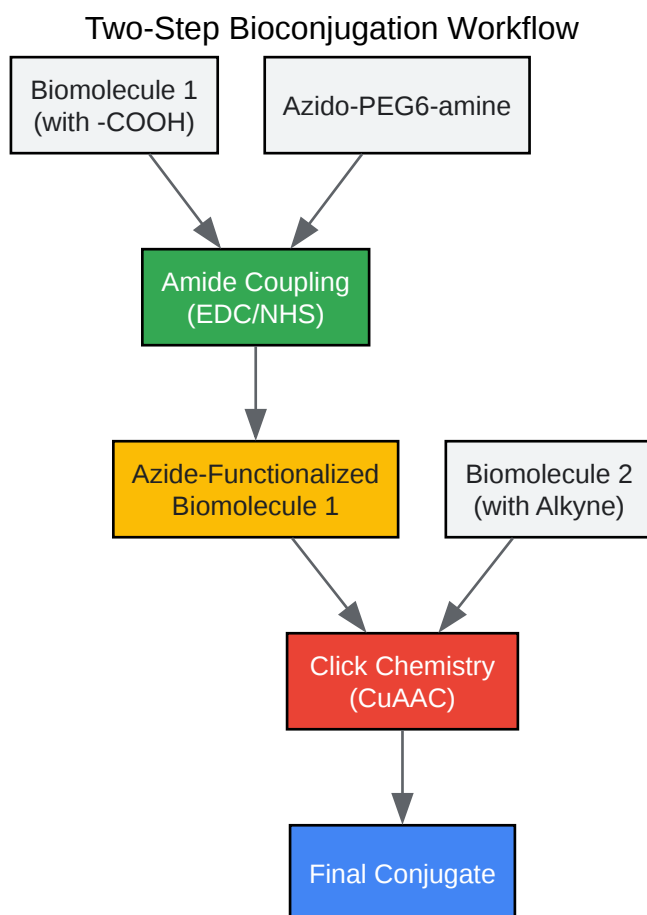 Two-Step Bioconjugation Workflow
Biomolecule 1
(with -COOH)
Azido-PEG6-amine
Amide Coupling
(EDC/NHS)
Azide-Functionalized
Biomolecule 1
Biomolecule 2
(with Alkyne)
Click Chemistry
(CuAAC)
Final Conjugate